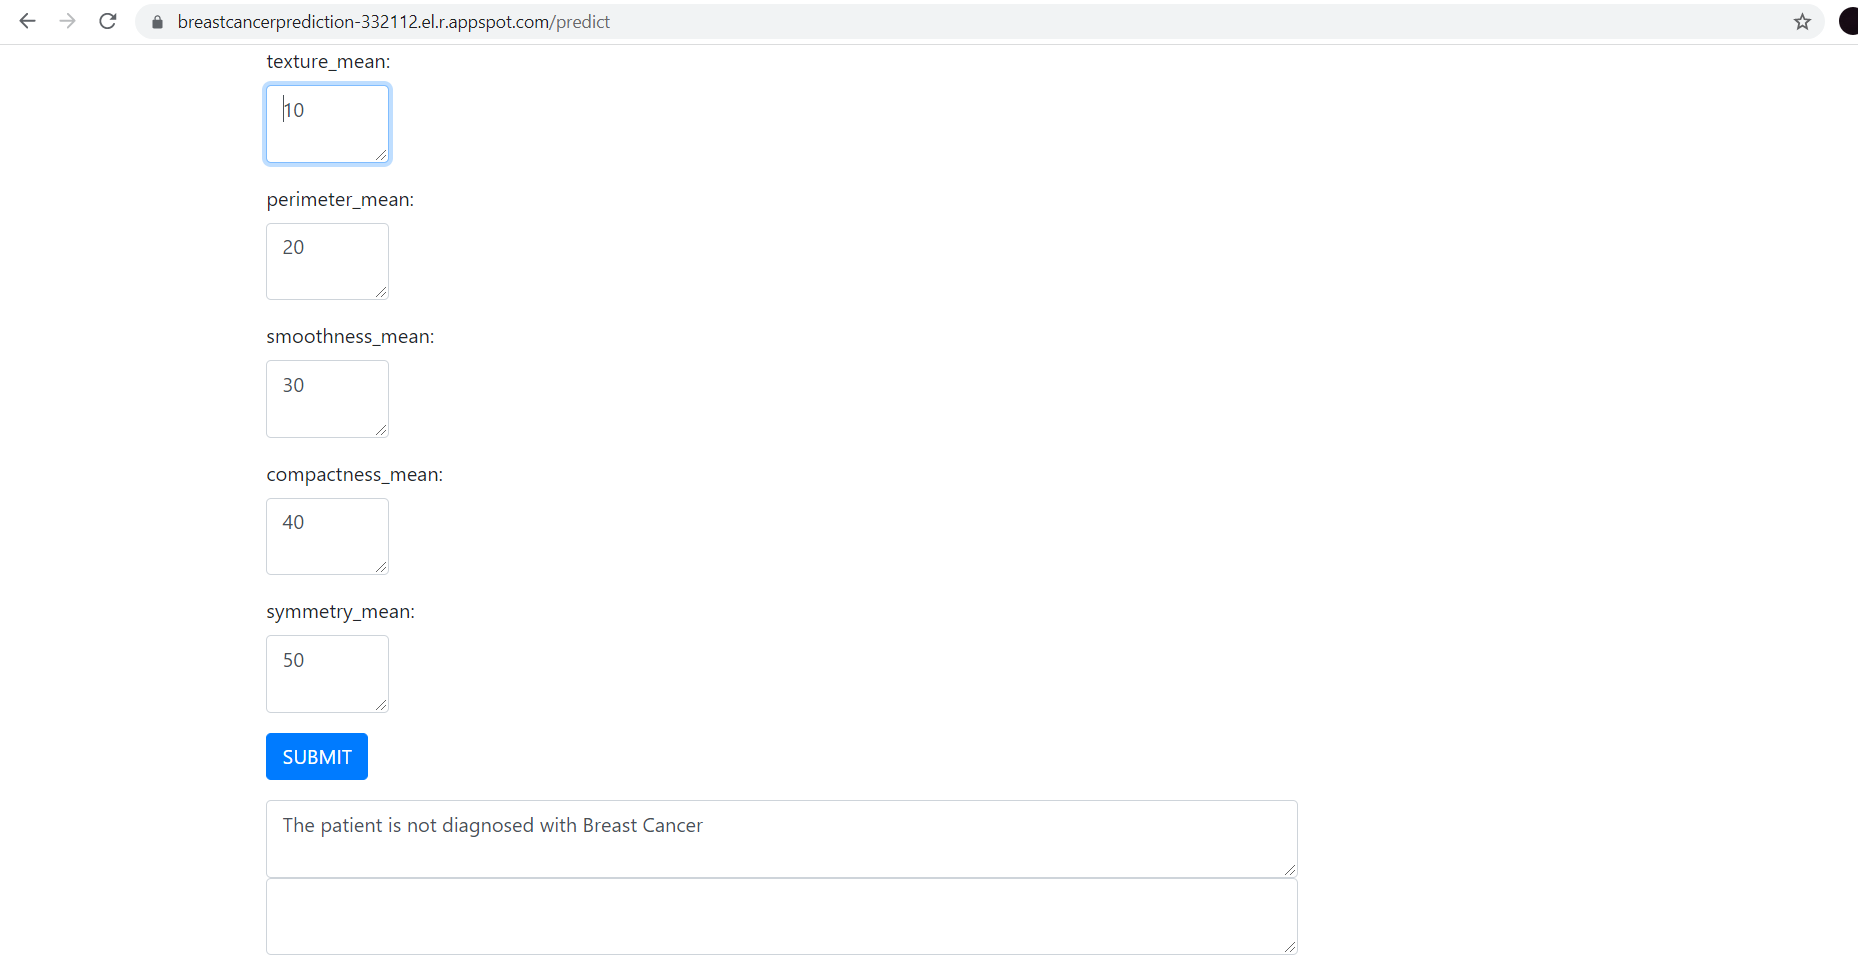 breastcancerprediction-332112.el.r.appspot.com/predict
texture_mean:
10
perimeter_mean:
20
smoothness_mean:
30
compactness_mean:
40
symmetry_mean:
50
SUBMIT
The patient is not diagnosed with Breast Cancer